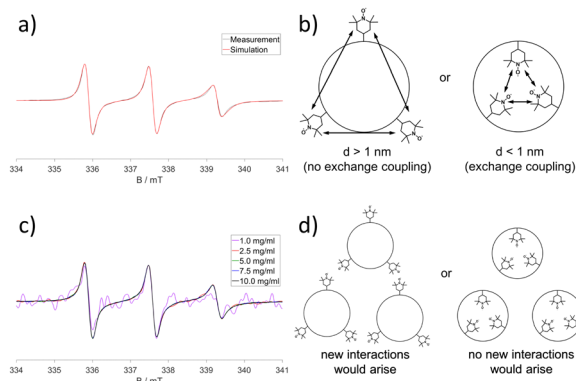 a)
Measurement
Simulation
334 335 336 337 338 339 340 341
B / mT
b)
or
d > 1 nm
(no exchange coupling)
d < 1 nm
(exchange coupling)
c)
1.0 mg/ml
2.5 mg/ml
5.0 mg/ml
7.5 mg/ml
10.0 mg/ml
334 335 336 337 338 339 340 341
B / mT
d)
or
new interactions
would arise
no new interactions
would arise